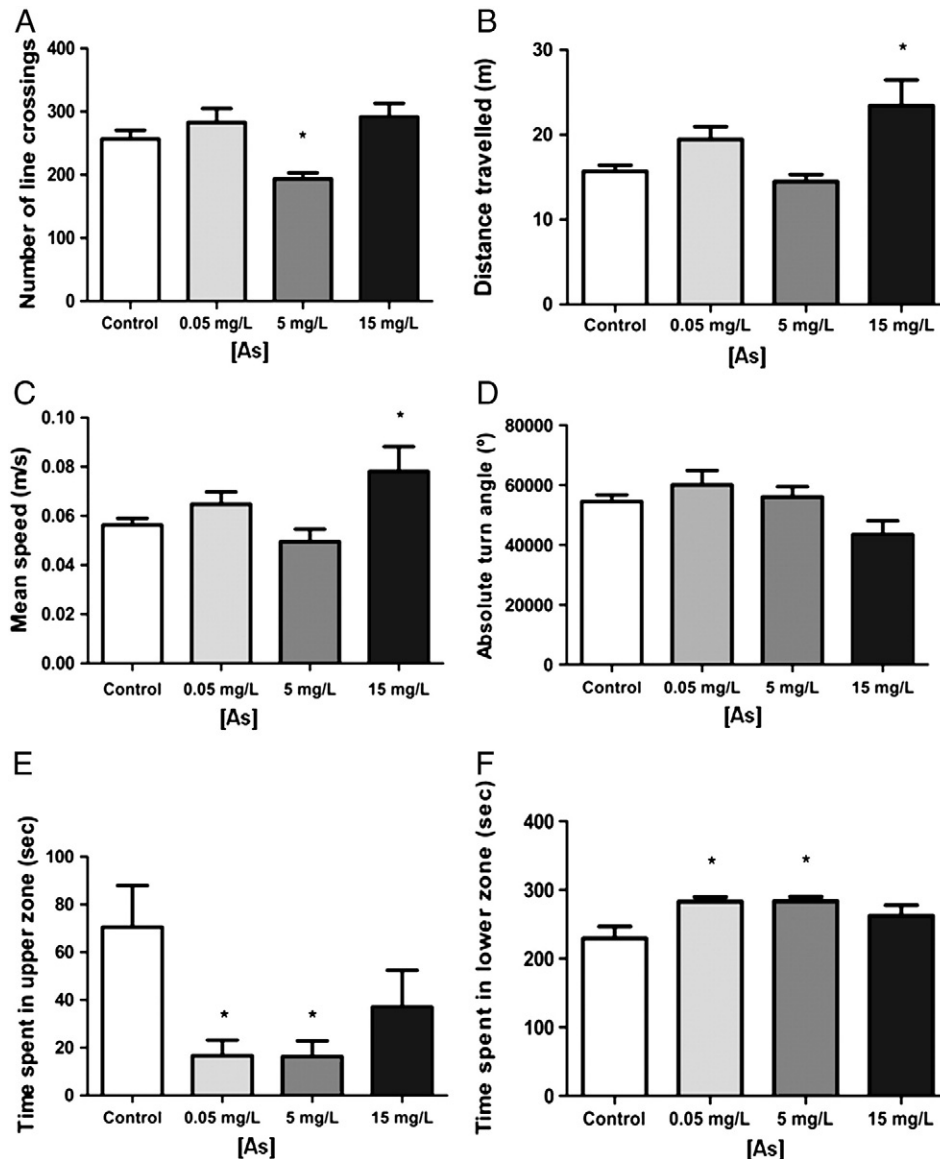 A
Number of line crossings
400
300
200
100
0
*
Control 0.05 mg/L 5 mg/L 15 mg/L
[As]
B
Distance travelled (m)
30
20
10
0
*
Control 0.05 mg/L 5 mg/L 15 mg/L
[As]
C
Mean speed (m/s)
0.10
0.08
0.06
0.04
0.02
0.00
*
Control 0.05 mg/L 5 mg/L 15 mg/L
[As]
D
Absolute turn angle (°)
80000
60000
40000
20000
0
Control 0.05 mg/L 5 mg/L 15 mg/L
[As]
E
Time spent in upper zone (sec)
100
80
60
40
20
0
* *
Control 0.05 mg/L 5 mg/L 15 mg/L
[As]
F
Time spent in lower zone (sec)
400
300
200
100
0
* *
Control 0.05 mg/L 5 mg/L 15 mg/L
[As]